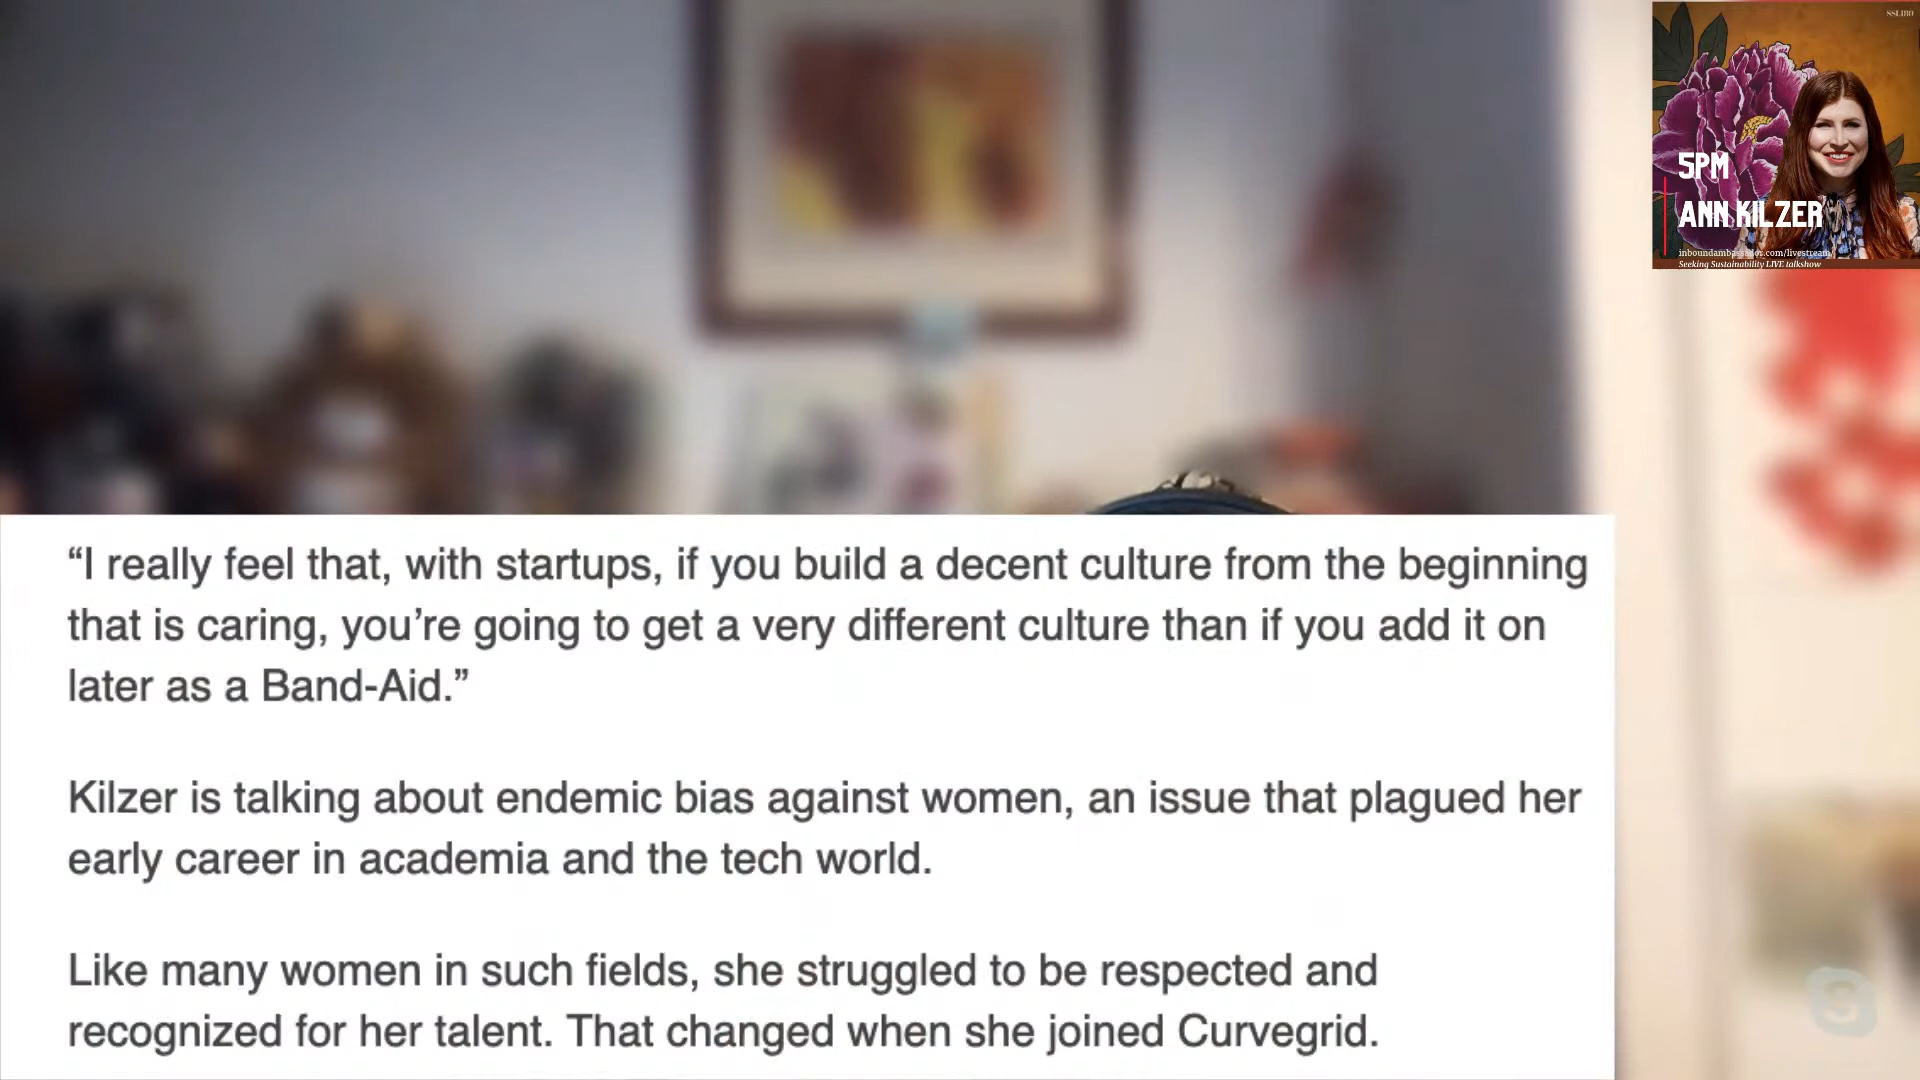 SSL180
5PM
ANN KILZER
inboundambassador.com/livestream
Seeking Sustainability LIVE talkshow
“I really feel that, with startups, if you build a decent culture from the beginning
that is caring, you’re going to get a very different culture than if you add it on
later as a Band-Aid.”
Kilzer is talking about endemic bias against women, an issue that plagued her
early career in academia and the tech world.
Like many women in such fields, she struggled to be respected and
recognized for her talent. That changed when she joined Curvegrid.